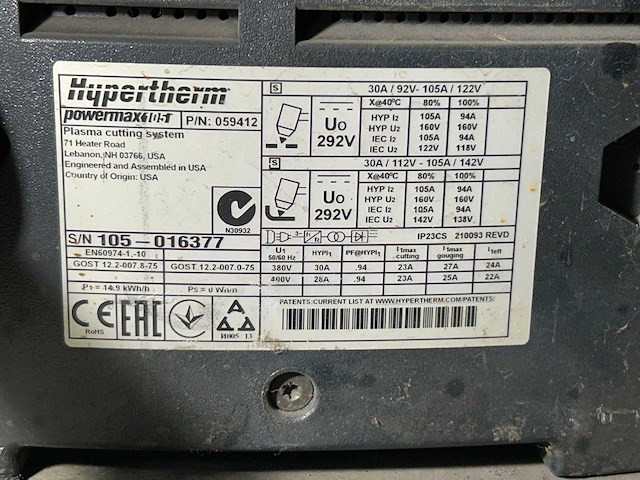 Hypertherm
powermax105 P/N: 059412
Plasma cutting system
71 Heater Road
Lebanon, NH 03766, USA
Engineered and Assembled in USA
Country of Origin: USA
N30932
S/N 105-016377
EN60974-1,-10
GOST 12.2-007.8-75 GOST 12.2-007.0-75
P1 = 14.9 kWh/h
RoHS
CE EAC
S 30A / 92V- 105A / 122V
X@40°C 80% 100%
U0 292V
HYP I2 105A 94A
HYP U2 160V 160V
IEC I2 105A 94A
IEC U2 122V 118V
S 30A / 112V - 105A / 142V
X@40°C 80% 100%
U0 292V
HYP I2 105A 94A
HYP U2 160V 160V
IEC I2 105A 94A
IEC U2 142V 138V
IP23CS 210093 REVD
U1 50/60 Hz HYPI1 PF@HYPI1 I1max cutting I1max gouging I1eff
380V 30A .94 23A 27A 24A
400V 28A .94 23A 25A 22A
PATENTS:CURRENT LIST AT WWW.HYPERTHERM.COM/PATENTS/